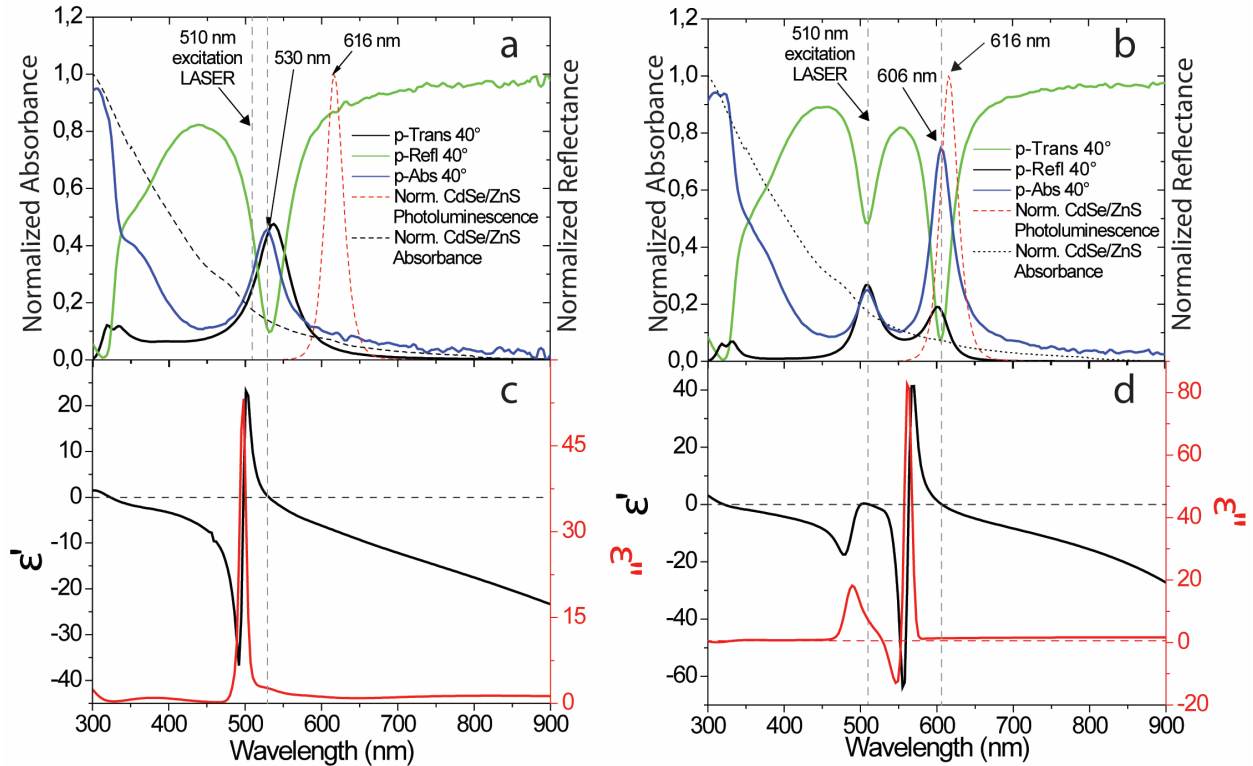 1,2
1,0
0,8
0,6
0,4
0,2
0,0
Normalized Absorbance
Normalized Reflectance
a
510 nm
excitation
LASER
530 nm
616 nm
p-Trans 40°
p-Refl 40°
p-Abs 40°
Norm. CdSe/ZnS
Photoluminescence
Norm. CdSe/ZnS
Absorbance
1,2
1,0
0,8
0,6
0,4
0,2
0,0
Normalized Absorbance
Normalized Reflectance
b
510 nm
excitation
LASER
606 nm
616 nm
p-Trans 40°
p-Refl 40°
p-Abs 40°
Norm. CdSe/ZnS
Photoluminescence
Norm. CdSe/ZnS
Absorbance
c
20
10
0
-10
-20
-30
-40
ε'
45
30
15
0
ε"
300 400 500 600 700 800 900
Wavelength (nm)
d
40
20
0
-20
-40
-60
ε'
80
60
40
20
0
-20
ε"
300 400 500 600 700 800 900
Wavelength (nm)